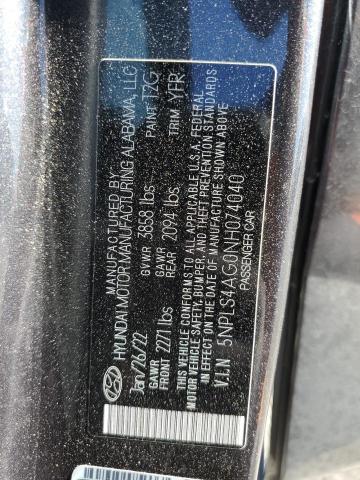 MANUFACTURED BY
HYUNDAI MOTOR MANUFACTURING ALABAMA, LLC
Jan/26/22 GVWR 3858 lbs PAINT TZG
GAWR FRONT 2271 lbs GAWR REAR 2094 lbs TRIM YFR
THIS VEHICLE CONFORMS TO ALL APPLICABLE U.S.A. FEDERAL
MOTOR VEHICLE SAFETY, BUMPER, AND THEFT PREVENTION STANDARDS
IN EFFECT ON THE DATE OF MANUFACTURE SHOWN ABOVE
V.I.N 5NPLS4AG0NH074040
PASSENGER CAR